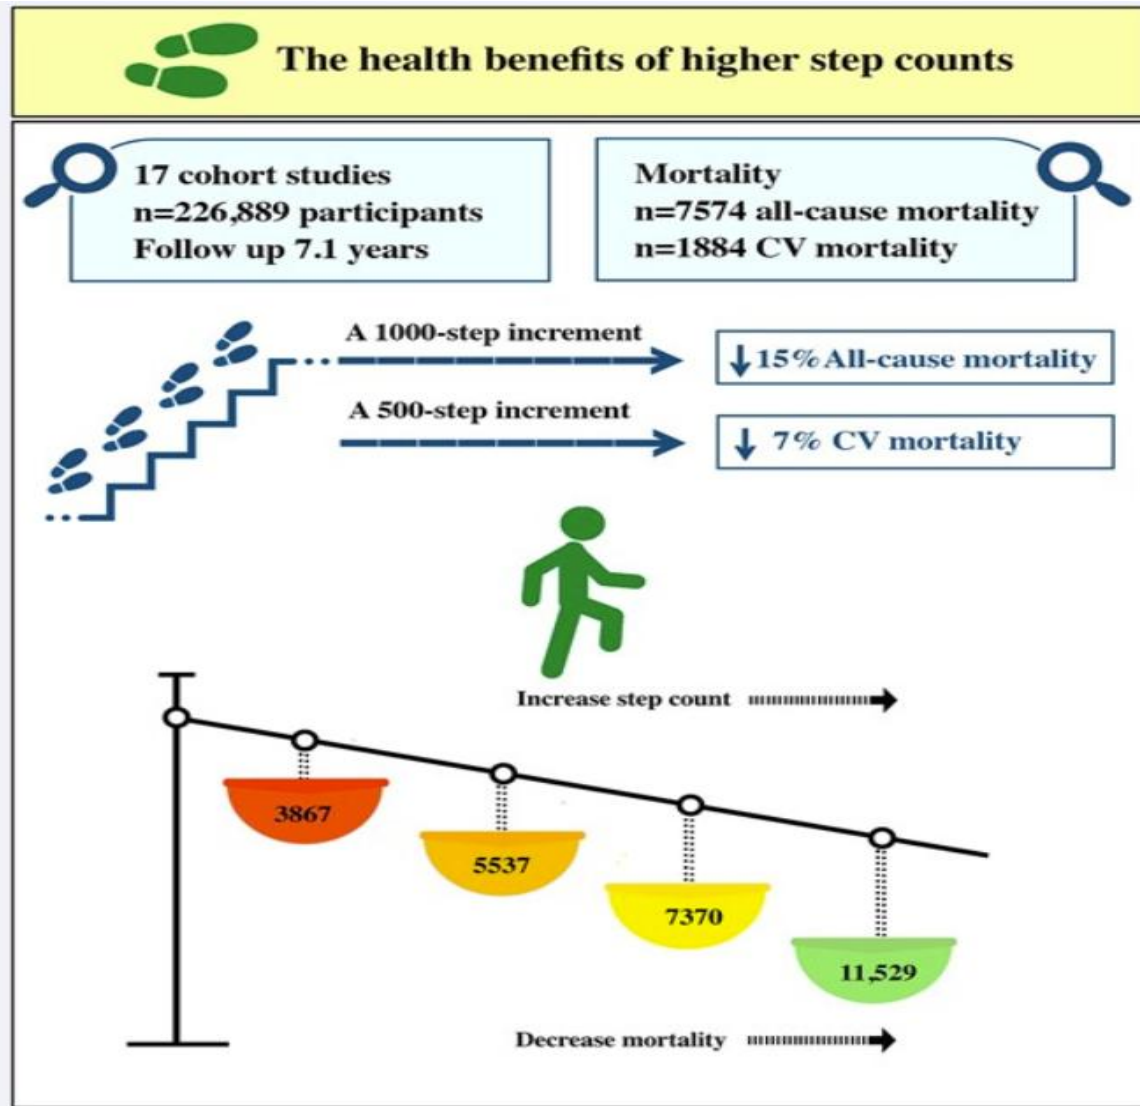 The health benefits of higher step counts
17 cohort studies
n=226,889 participants
Follow up 7.1 years
Mortality
n=7574 all-cause mortality
n=1884 CV mortality
A 1000-step increment
↓15% All-cause mortality
A 500-step increment
↓ 7% CV mortality
Increase step count
3867
5537
7370
11,529
Decrease mortality